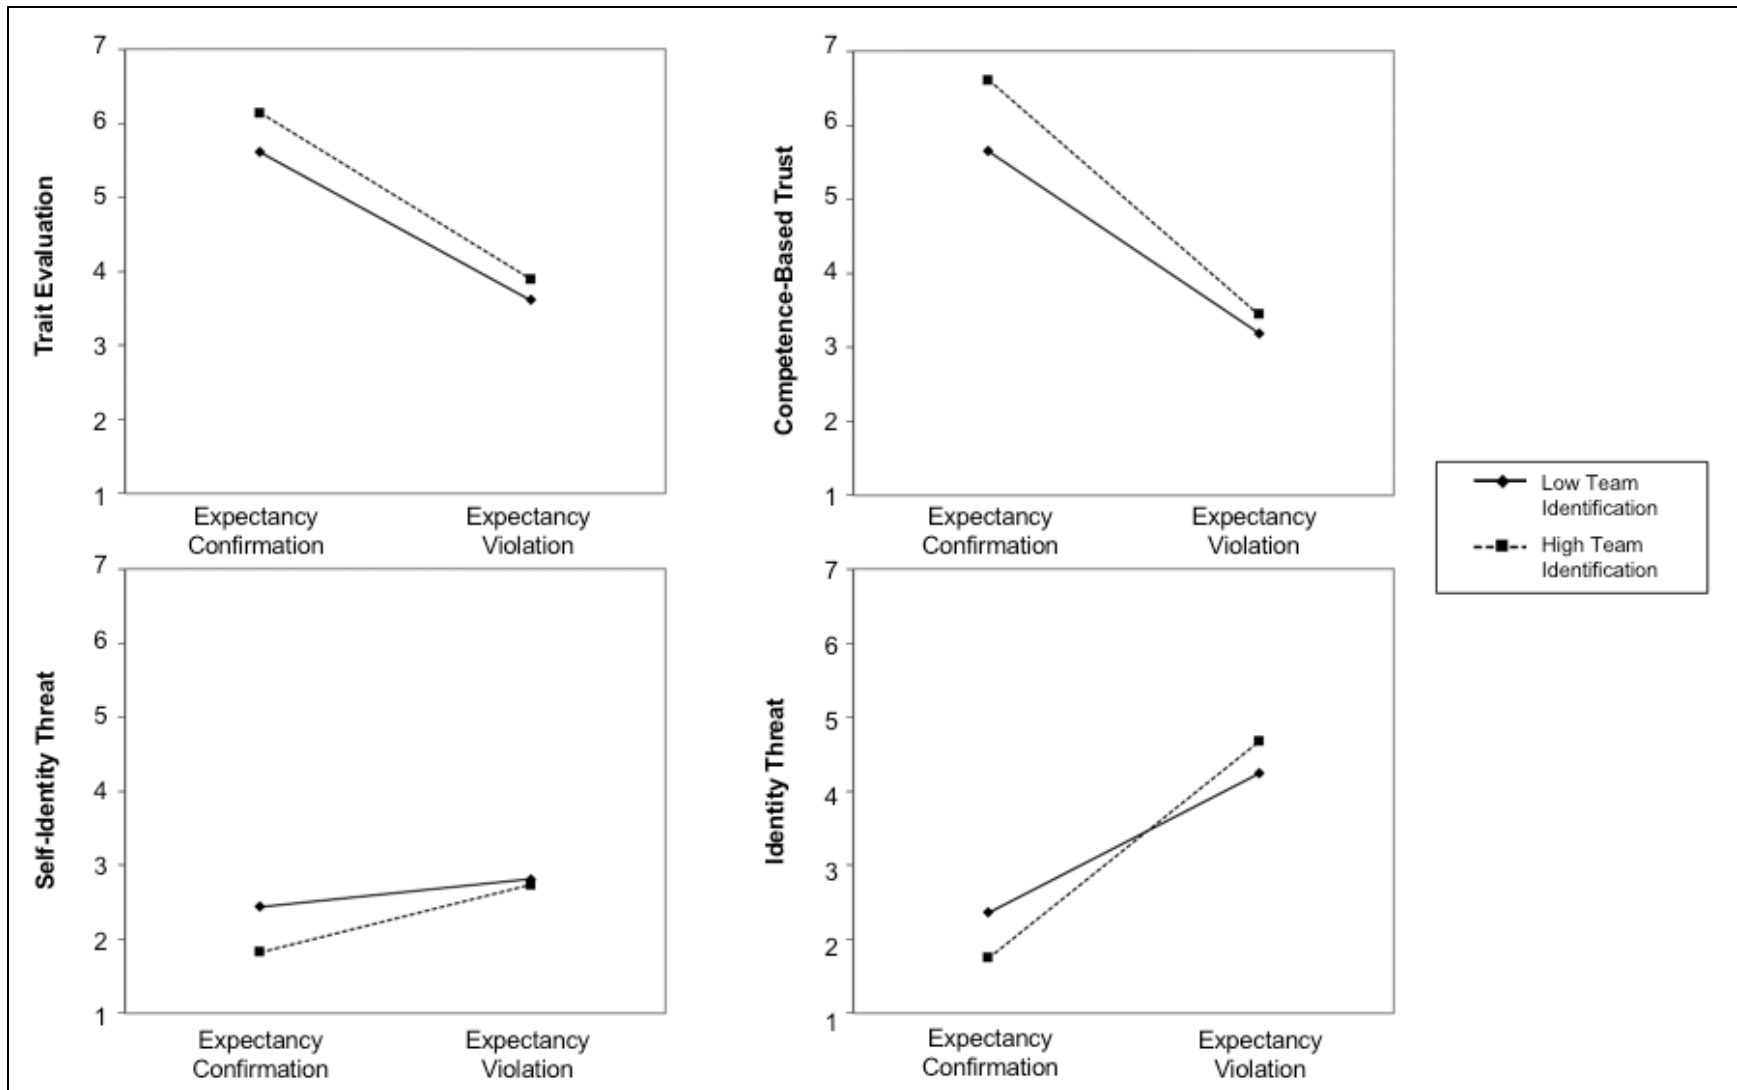 7
6
5
4
3
2
1
Trait Evaluation
Expectancy
Confirmation
Expectancy
Violation
7
6
5
4
3
2
1
Competence-Based Trust
Expectancy
Confirmation
Expectancy
Violation
Low Team
Identification
High Team
Identification
7
6
5
4
3
2
1
Self-Identity Threat
Expectancy
Confirmation
Expectancy
Violation
7
6
5
4
3
2
1
Identity Threat
Expectancy
Confirmation
Expectancy
Violation